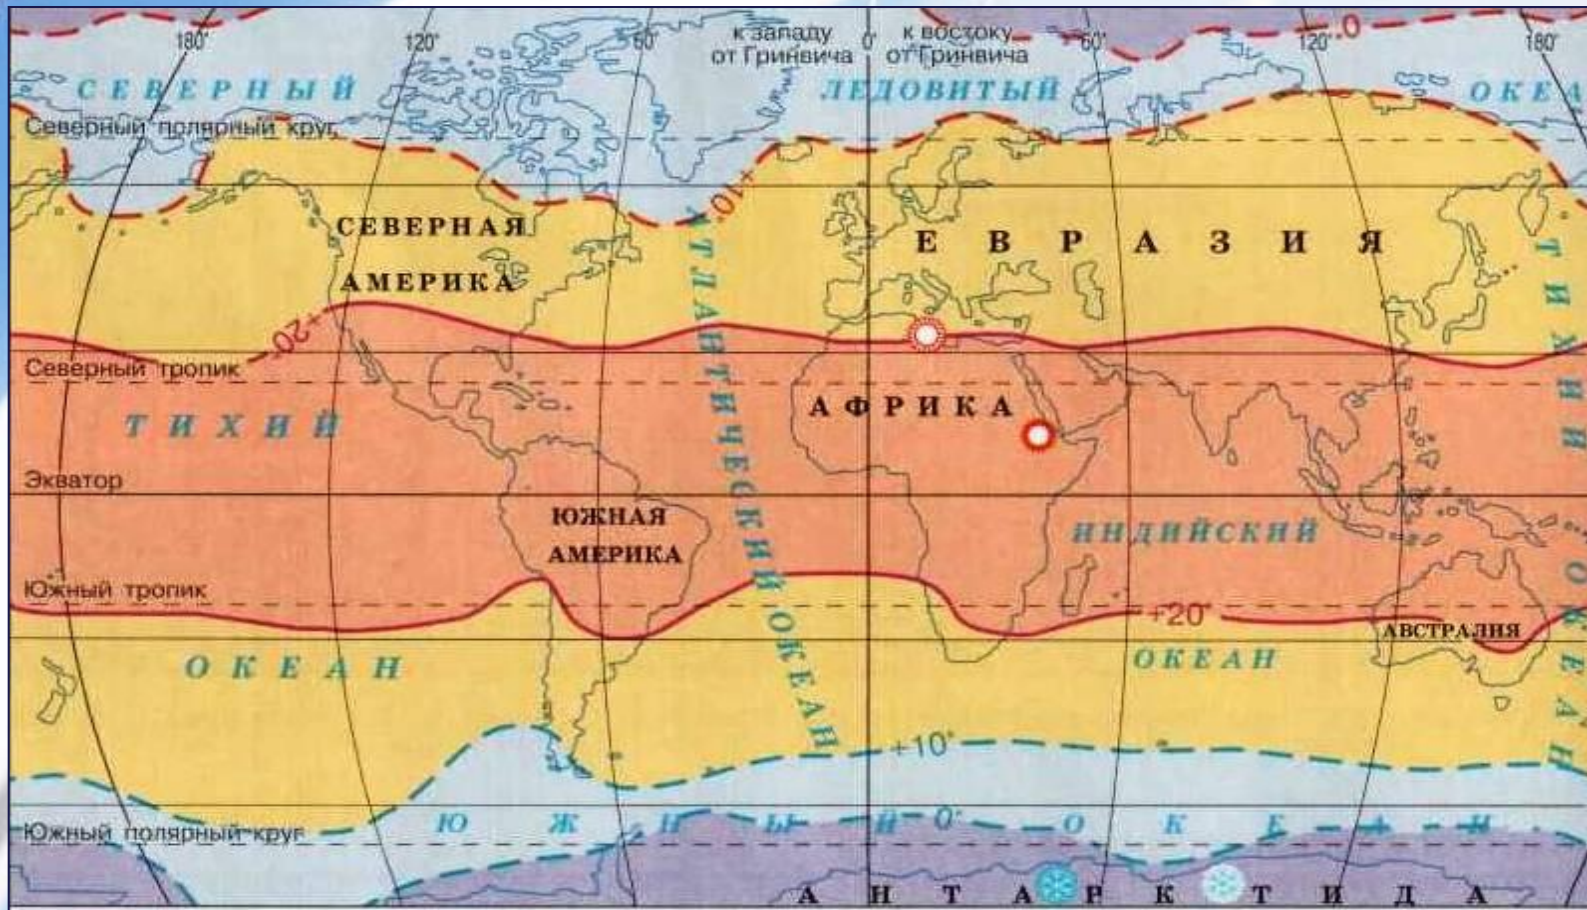 180°
120°
60°
к западу
от Гринвича
0°
к востоку
от Гринвича
60°
120°
0
180°
СЕВЕРНЫЙ
ЛЕДОВИТЫЙ
ОКЕА
Северный полярный круг
+10°
СЕВЕРНАЯ
АМЕРИКА
ЕВРАЗИЯ
+20°
Северный тропик
ТИХИЙ
АТЛАНТИЧЕСКИЙ ОКЕАН
АФРИКА
ТИХИЙ
ОКЕАН
Экватор
ЮЖНАЯ
АМЕРИКА
ИНДИЙСКИЙ
Южный тропик
+20°
АВСТРАЛИЯ
ОКЕАН
ОКЕАН
+10°
Южный полярный круг
ЮЖНЫЙ
0°
ОКЕАН
АНТАРКТИДА